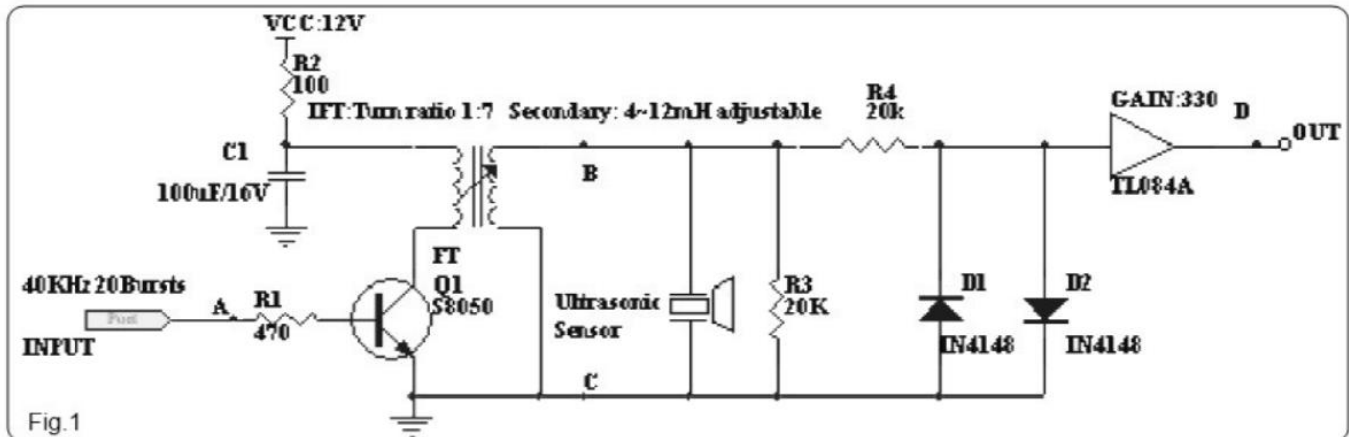 VCC:12V
R2
100
IFT:Turn ratio 1:7 Secondary: 4~12mH adjustable
R4
20k
GAIN:330
D
OUT
C1
100uF/16V
B
TL084A
FT
Q1
S8050
40KHz 20Bursts
A
R1
470
Port
INPUT
Ultrasonic
Sensor
R3
20K
D1
IN4148
D2
IN4148
C
Fig.1